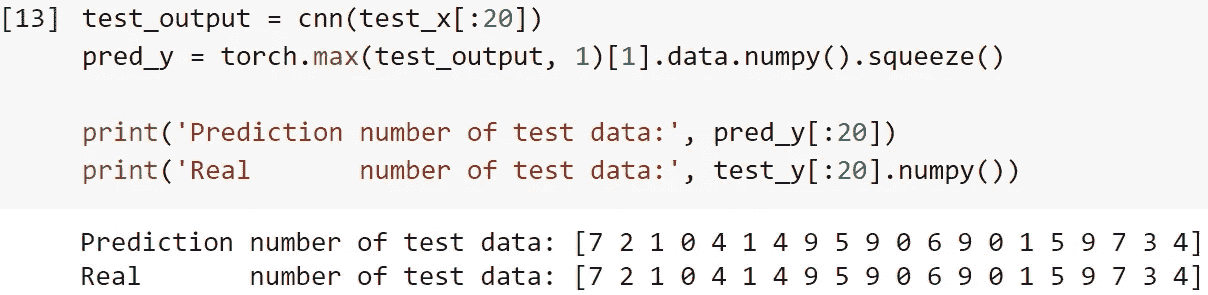 [13] test_output = cnn(test_x[:20])
pred_y = torch.max(test_output, 1)[1].data.numpy().squeeze()
print('Prediction number of test data:', pred_y[:20])
print('Real       number of test data:', test_y[:20].numpy())
Prediction number of test data: [7 2 1 0 4 1 4 9 5 9 0 6 9 0 1 5 9 7 3 4]
Real       number of test data: [7 2 1 0 4 1 4 9 5 9 0 6 9 0 1 5 9 7 3 4]